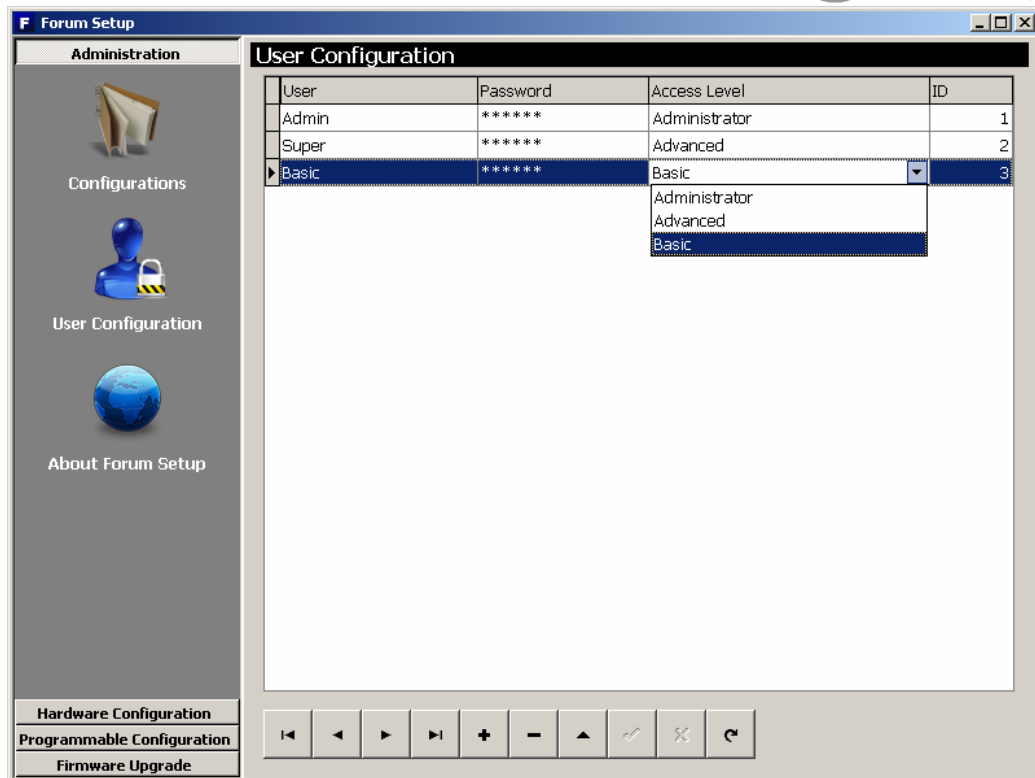 F Forum Setup
Administration
User Configuration
User Password Access Level ID
Admin ****** Administrator 1
Super ****** Advanced 2
Basic ****** Basic 3
Administrator
Advanced
Basic
Configurations
User Configuration
About Forum Setup
Hardware Configuration
Programmable Configuration
Firmware Upgrade